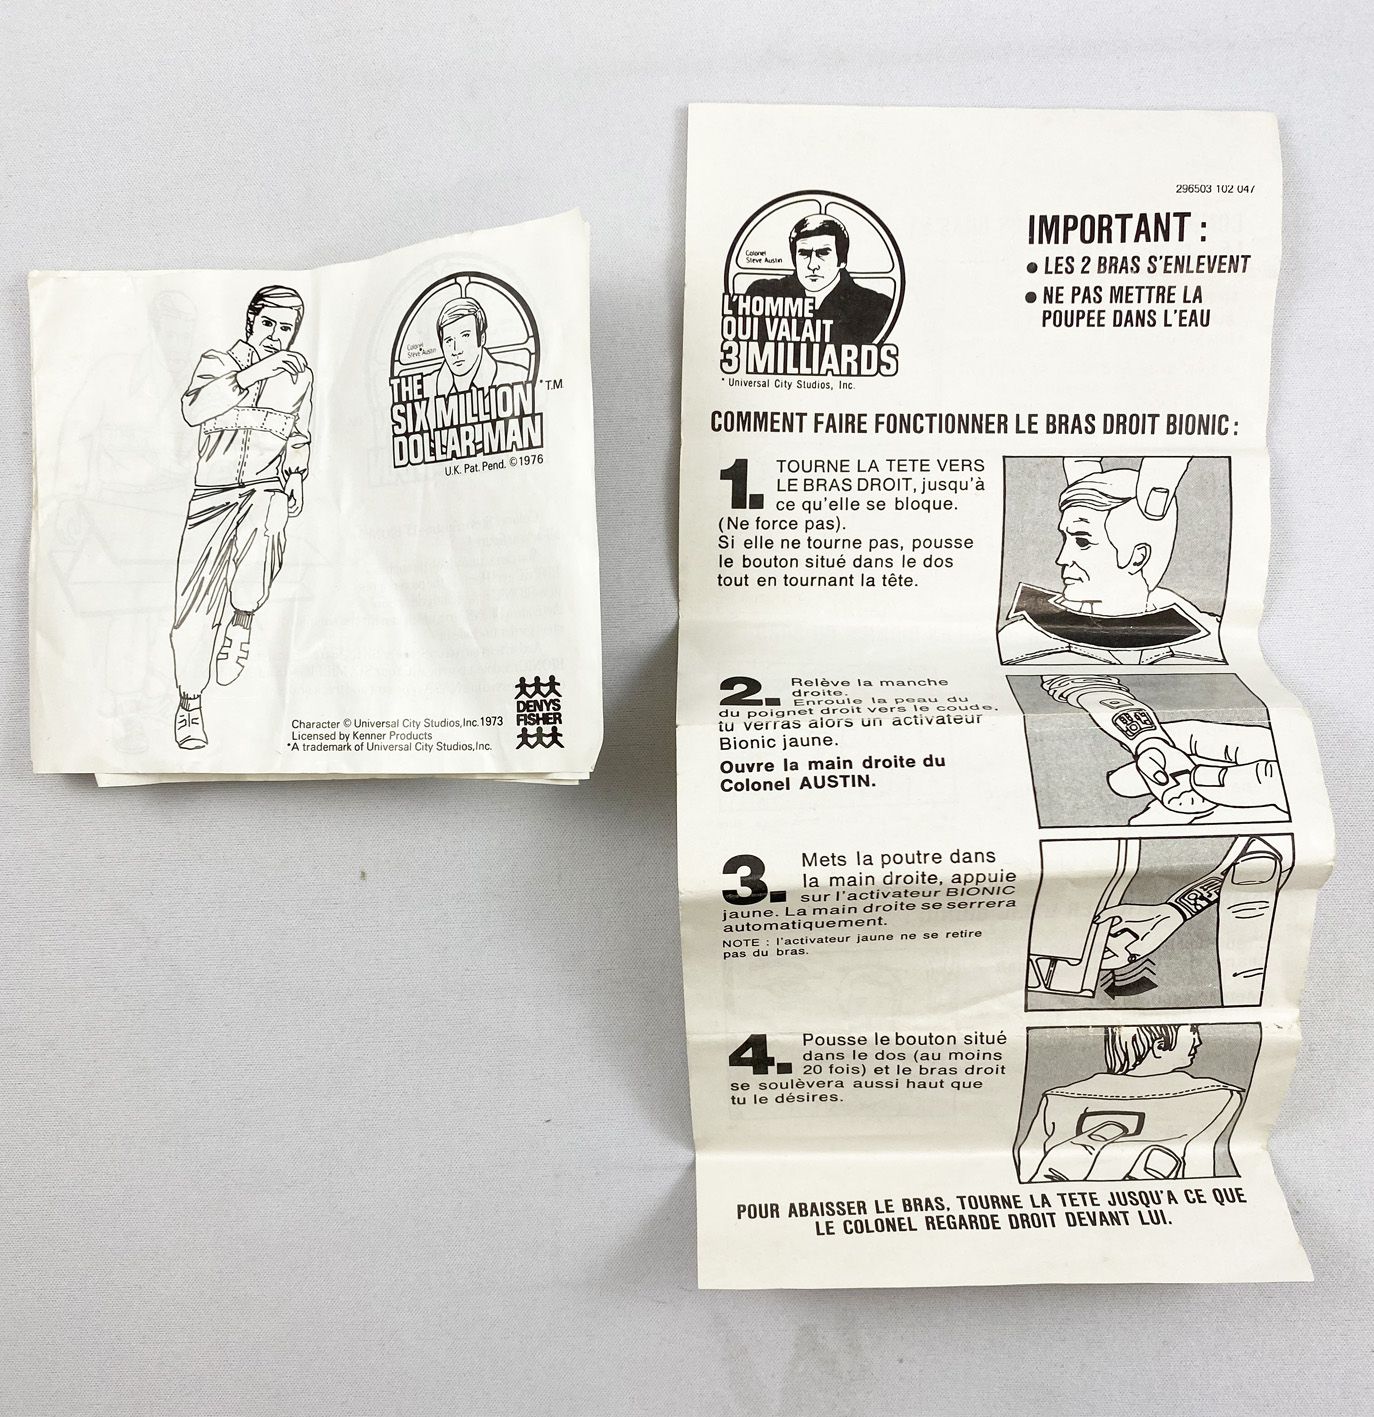 Colonel
Steve Austin
THE
SIX MILLION
DOLLAR MAN
*T.M.
U.K. Pat. Pend. © 1976
Character © Universal City Studios, Inc. 1973
Licensed by Kenner Products
*A trademark of Universal City Studios, Inc.
DENYS
FISHER
296503 102 047
Colonel
Steve Austin
L'HOMME
QUI VALAIT
3 MILLIARDS
* Universal City Studios, Inc.
IMPORTANT :
● LES 2 BRAS S'ENLEVENT
● NE PAS METTRE LA
POUPEE DANS L'EAU
COMMENT FAIRE FONCTIONNER LE BRAS DROIT BIONIC :
1. TOURNE LA TETE VERS
LE BRAS DROIT, jusqu'à
ce qu'elle se bloque.
(Ne force pas).
Si elle ne tourne pas, pousse
le bouton situé dans le dos
tout en tournant la tête.
2. Relève la manche
droite.
Enroule la peau du
du poignet droit vers le coude,
tu verras alors un activateur
Bionic jaune.
Ouvre la main droite du
Colonel AUSTIN.
3. Mets la poutre dans
la main droite, appuie
sur l'activateur BIONIC
jaune. La main droite se serrera
automatiquement.
NOTE : l'activateur jaune ne se retire
pas du bras.
4. Pousse le bouton situé
dans le dos (au moins
20 fois) et le bras droit
se soulèvera aussi haut que
tu le désires.
POUR ABAISSER LE BRAS, TOURNE LA TETE JUSQU'A CE QUE
LE COLONEL REGARDE DROIT DEVANT LUI.